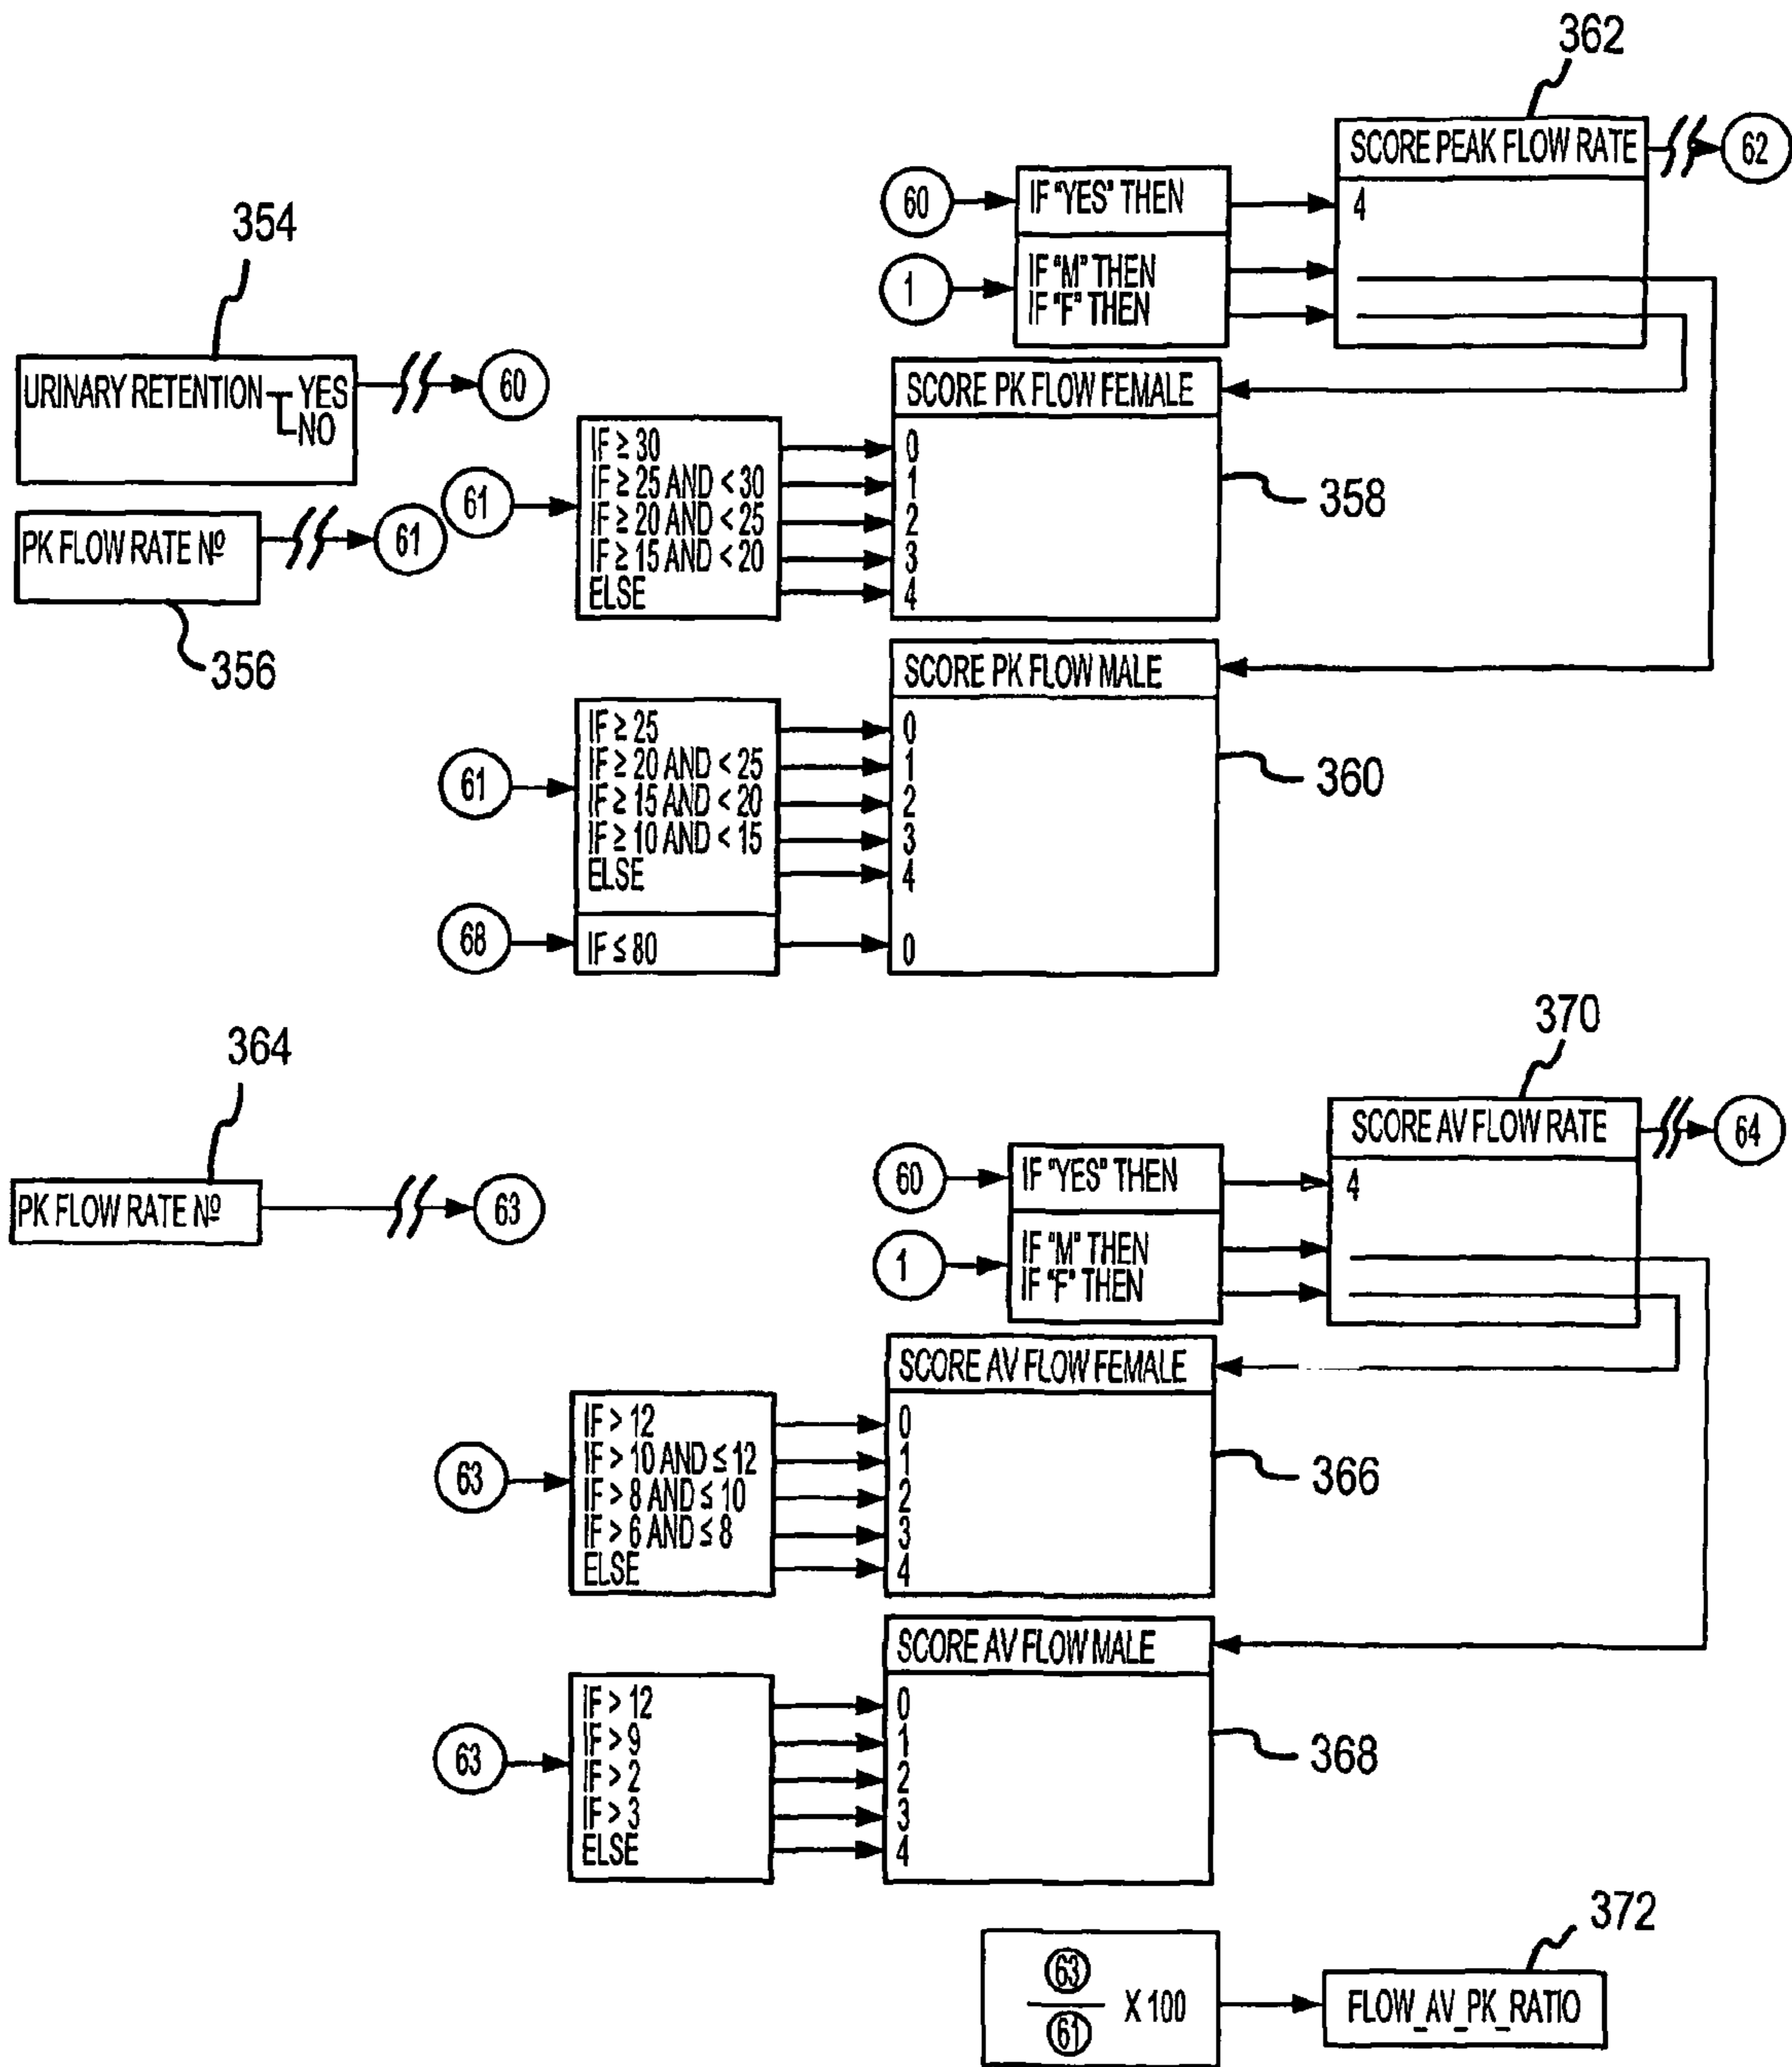 362
SCORE PEAK FLOW RATE
62
60
IF "YES" THEN
4
1
IF "M" THEN
IF "F" THEN
354
URINARY RETENTION YES
NO
60
PK FLOW RATE Nº
61
356
SCORE PK FLOW FEMALE
61
IF ≥ 30
0
IF ≥ 25 AND < 30
1
IF ≥ 20 AND < 25
2
IF ≥ 15 AND < 20
3
ELSE
4
358
SCORE PK FLOW MALE
61
IF ≥ 25
0
IF ≥ 20 AND < 25
1
IF ≥ 15 AND < 20
2
IF ≥ 10 AND < 15
3
ELSE
4
360
68
IF ≤ 80
0
364
PK FLOW RATE Nº
63
370
SCORE AV FLOW RATE
64
60
IF "YES" THEN
4
1
IF "M" THEN
IF "F" THEN
SCORE AV FLOW FEMALE
63
IF > 12
0
IF > 10 AND ≤ 12
1
IF > 8 AND ≤ 10
2
IF > 6 AND ≤ 8
3
ELSE
4
366
SCORE AV FLOW MALE
63
IF > 12
0
IF > 9
1
IF > 2
2
IF > 3
3
ELSE
4
368
63
61
X 100
372
FLOW_AV_PK_RATIO